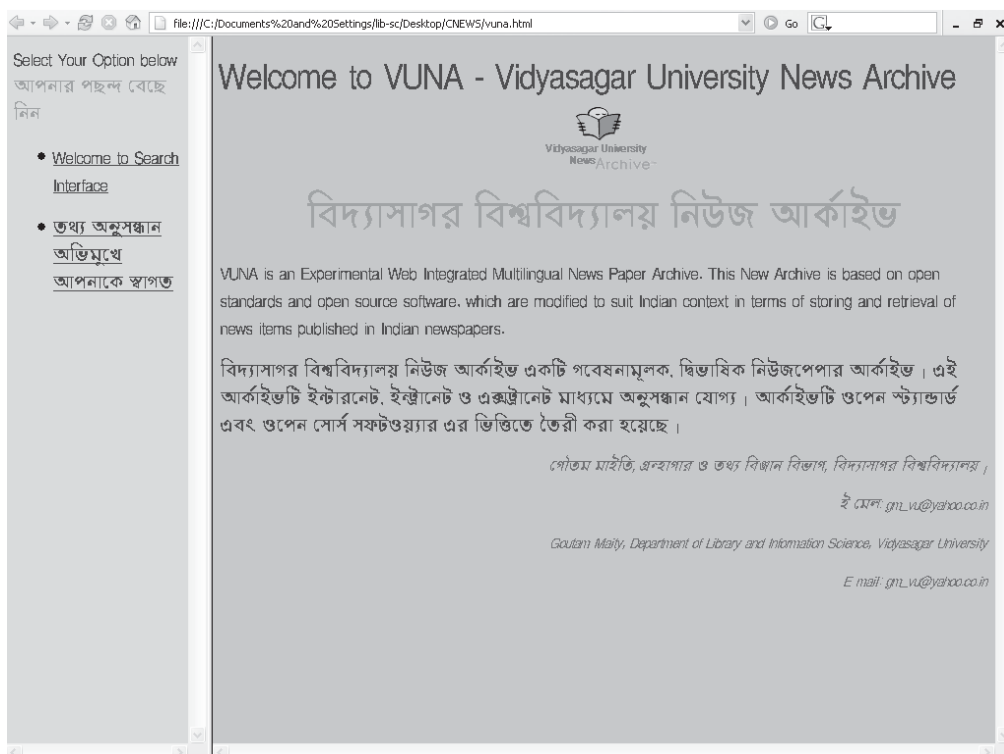 file:///C:/Documents%20and%20Settings/lib-sc/Desktop/CNEWS/vuna.html
Go
G
Select Your Option below
আপনার পছন্দ বেছে
নিন
Welcome to Search
Interface
তথ্য অনুসন্ধান
অভিমুখে
আপনাকে স্বাগত
Welcome to VUNA - Vidyasagar University News Archive
Vidyasagar University
News Archive
বিদ্যাসাগর বিশ্ববিদ্যালয় নিউজ আর্কাইভ
VUNA is an Experimental Web Integrated Multilingual News Paper Archive. This New Archive is based on open
standards and open source software. which are modified to suit Indian context in terms of storing and retrieval of
news items published in Indian newspapers.
বিদ্যাসাগর বিশ্ববিদ্যালয় নিউজ আর্কাইভ একটি গবেষনামূলক, দ্বিভাষিক নিউজপেপার আর্কাইভ । এই
আর্কাইভটি ইন্টারনেট, ইন্ট্রানেট ও এক্সট্রানেট মাধ্যমে অনুসন্ধান যোগ্য । আর্কাইভটি ওপেন স্ট্যান্ডার্ড
এবং ওপেন সোর্স সফটওয়্যার এর ভিত্তিতে তৈরী করা হয়েছে ।
গৌতম মাইতি, গ্রন্হাগার ও তথ্য বিজ্ঞান বিভাগ, বিদ্যাসাগর বিশ্ববিদ্যালয় ।
ই মেল: gm_vu@yahoo.co.in
Goutam Maity, Department of Library and Information Science, Vidyasagar University
E mail: gm_vu@yahoo.co.in